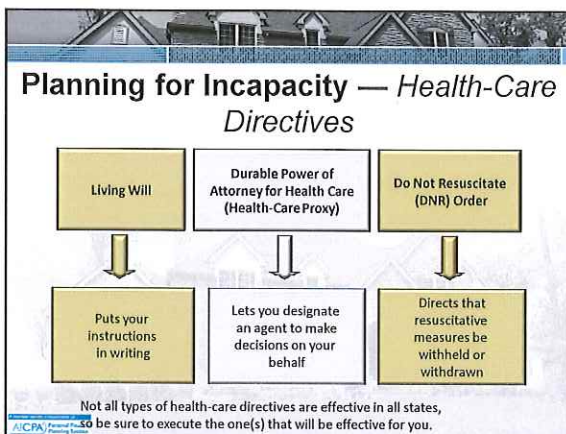 Planning for Incapacity — Health-Care
Directives
Living Will
Durable Power of
Attorney for Health Care
(Health-Care Proxy)
Do Not Resuscitate
(DNR) Order
Puts your
instructions
in writing
Lets you designate
an agent to make
decisions on your
behalf
Directs that
resuscitative
measures be
withheld or
withdrawn
Not all types of health-care directives are effective in all states,
so be sure to execute the one(s) that will be effective for you.
AICPA